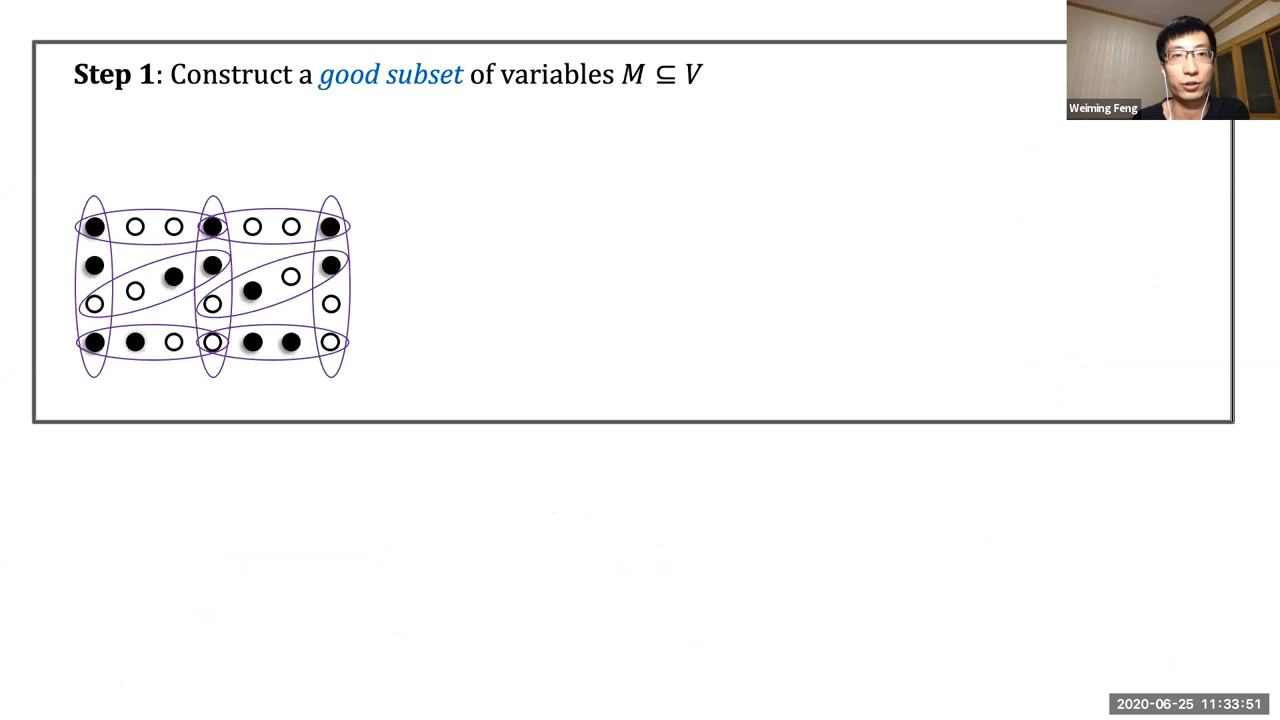 Step 1: Construct a good subset of variables M ⊆ V
Weiming Feng
2020-06-25 11:33:51